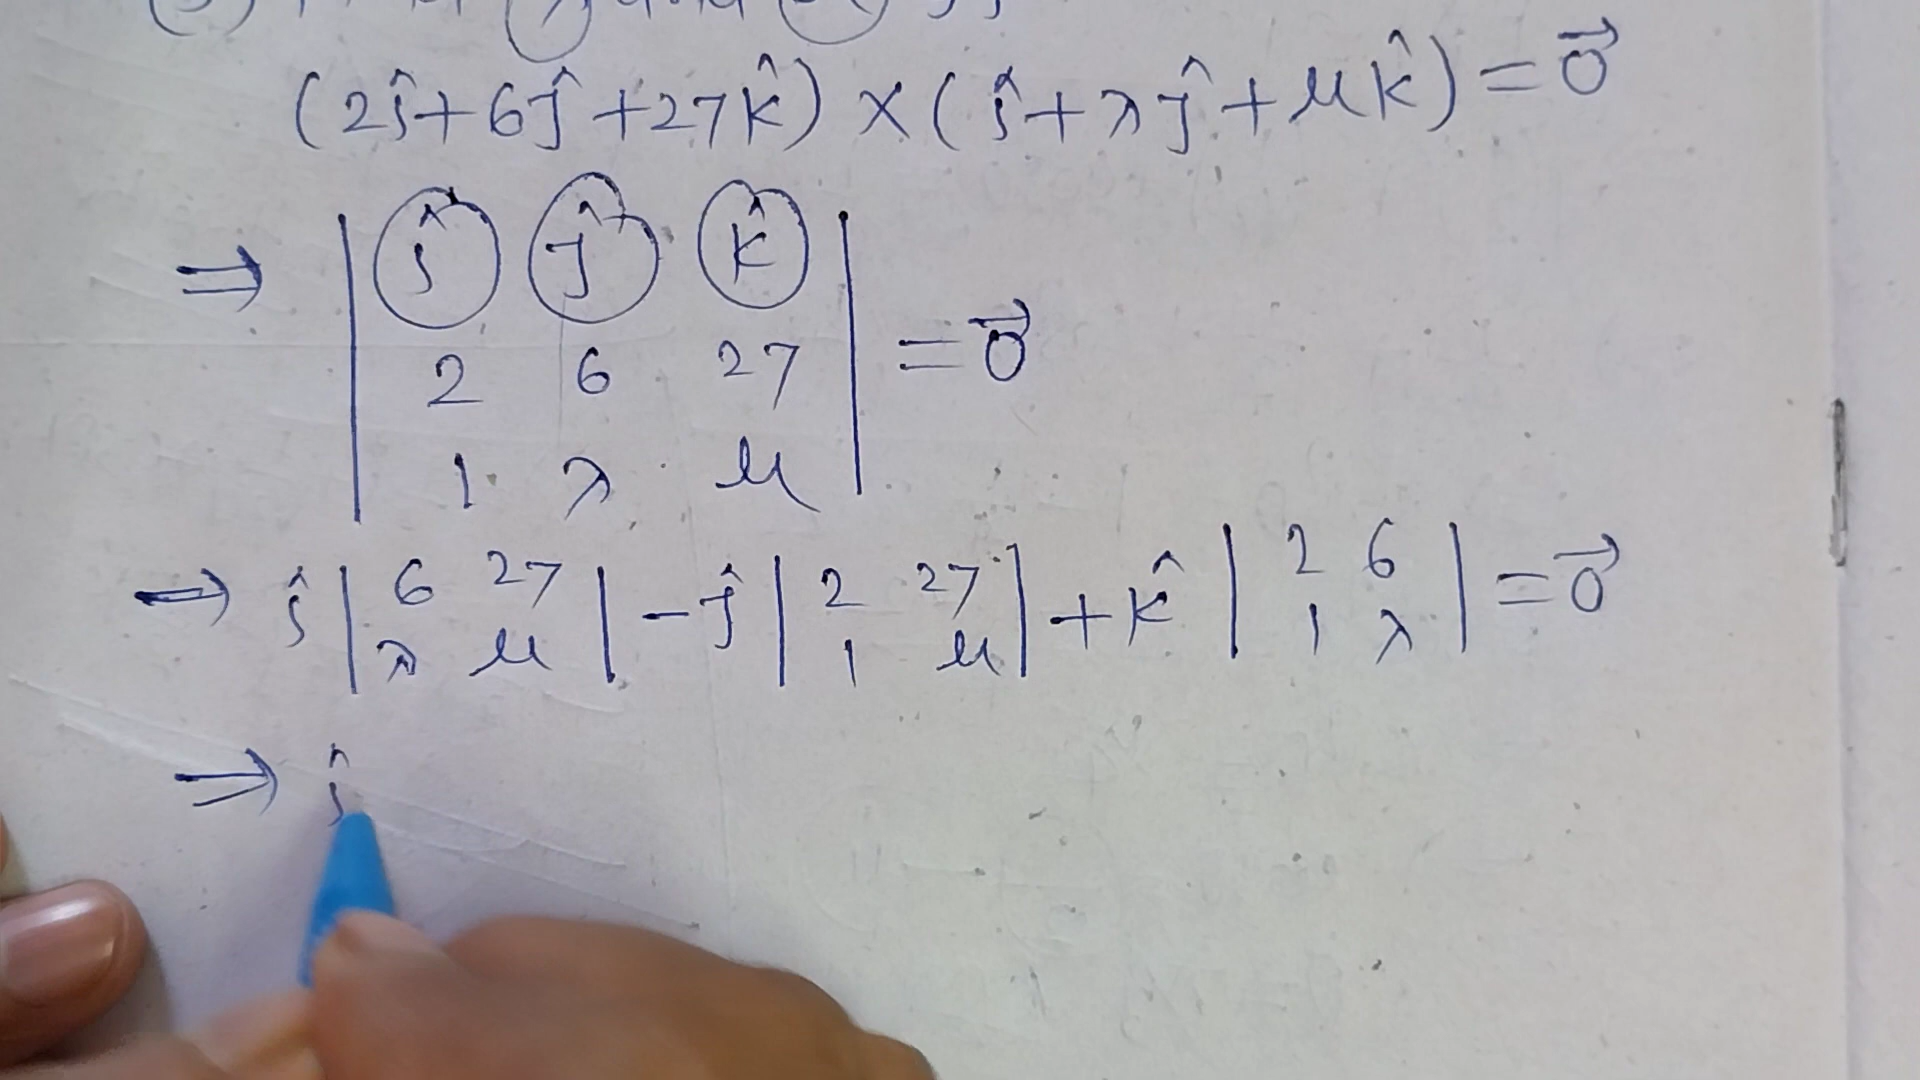 (2î+6ĵ+27k̂) × (î+λĵ+μk̂) = 0⃗
⇒ | î ĵ k̂ |
| 2 6 27 | = 0⃗
| 1 λ μ |
⇒ î | 6 27 | - ĵ | 2 27 | + k̂ | 2 6 | = 0⃗
| λ μ | | 1 μ | | 1 λ |
⇒ î